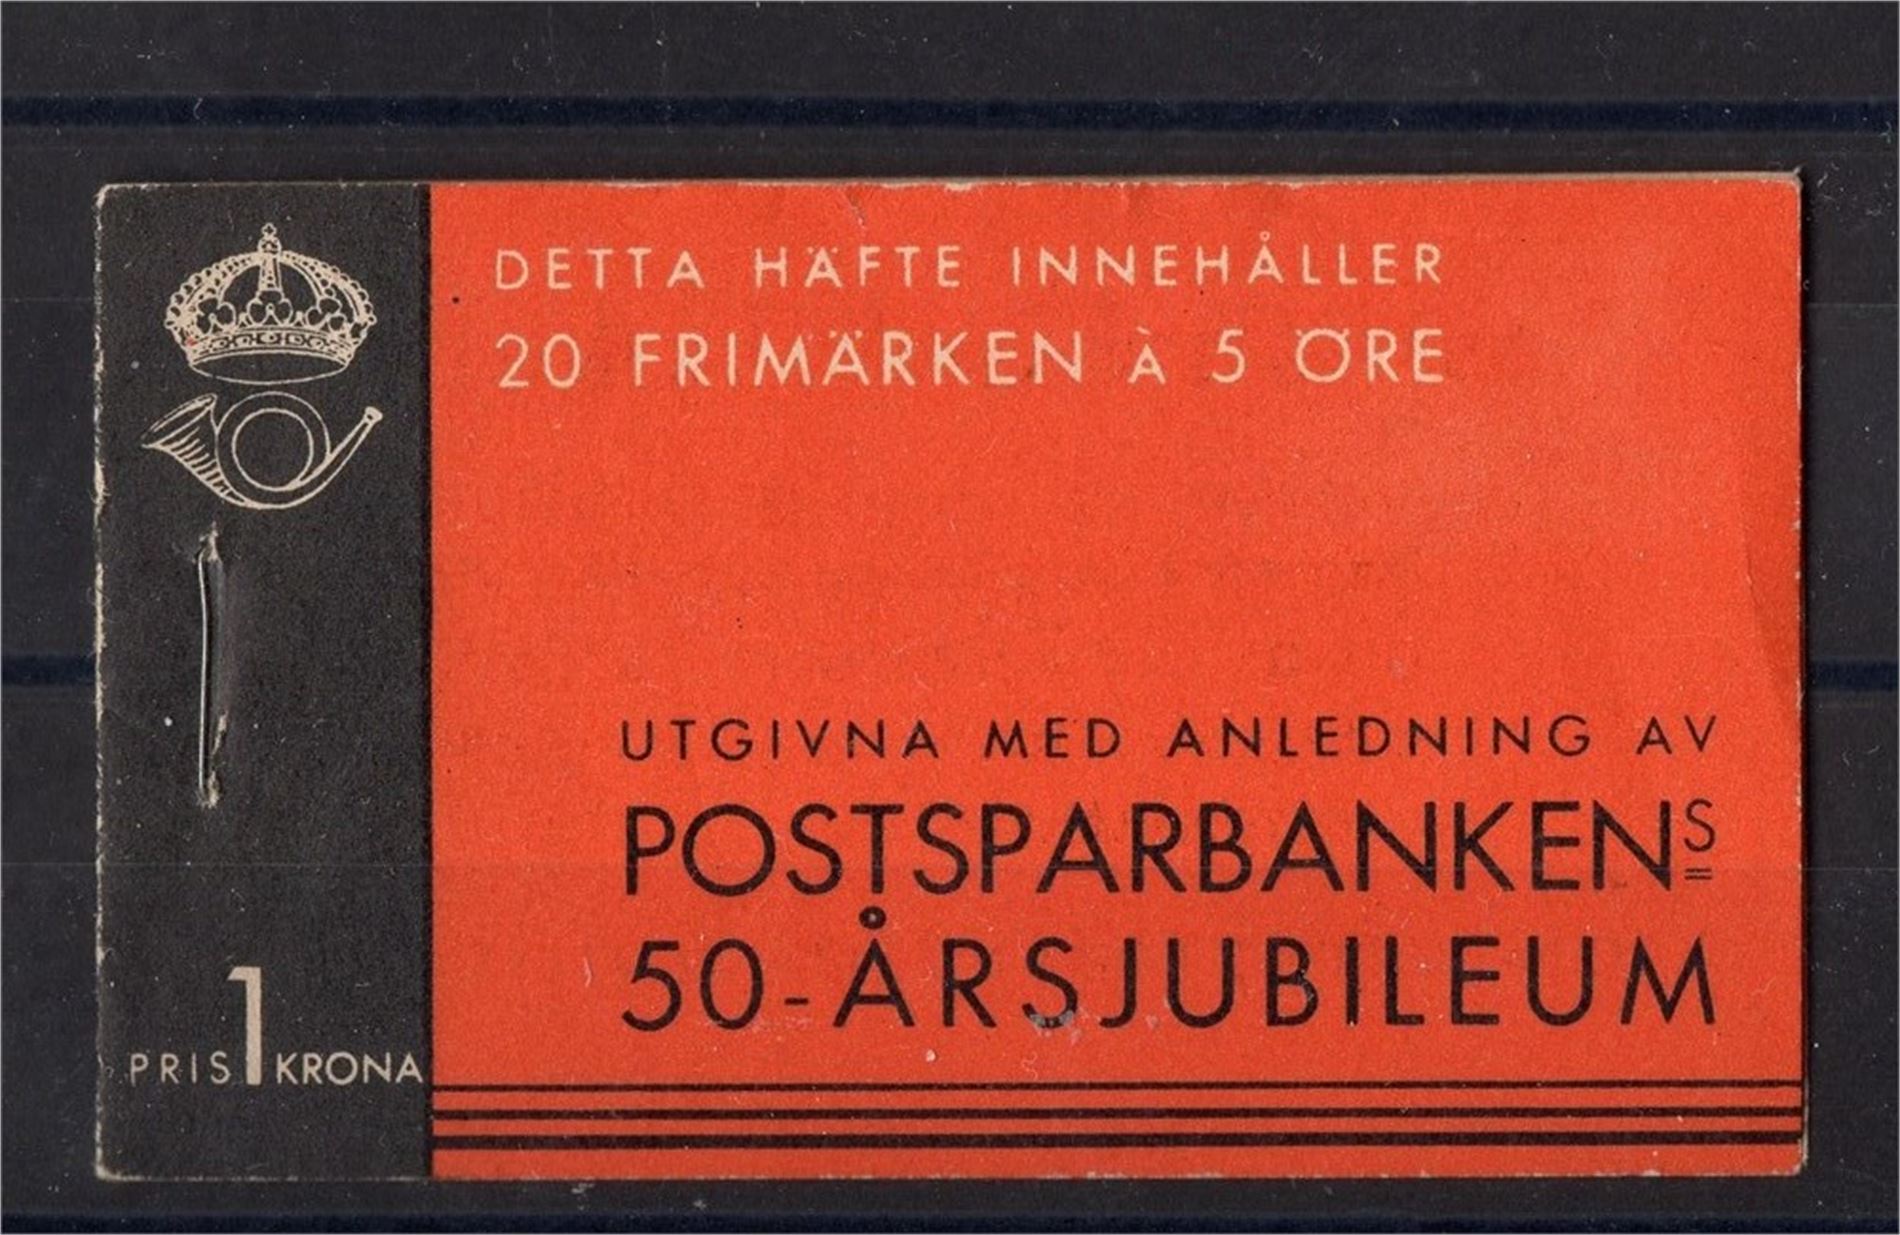 DETTA HÄFTE INNEHÅLLER
20 FRIMÄRKEN À 5 ÖRE
UTGIVNA MED ANLEDNING AV
POSTSPARBANKENS
50-ÅRSJUBILEUM
PRIS 1 KRONA